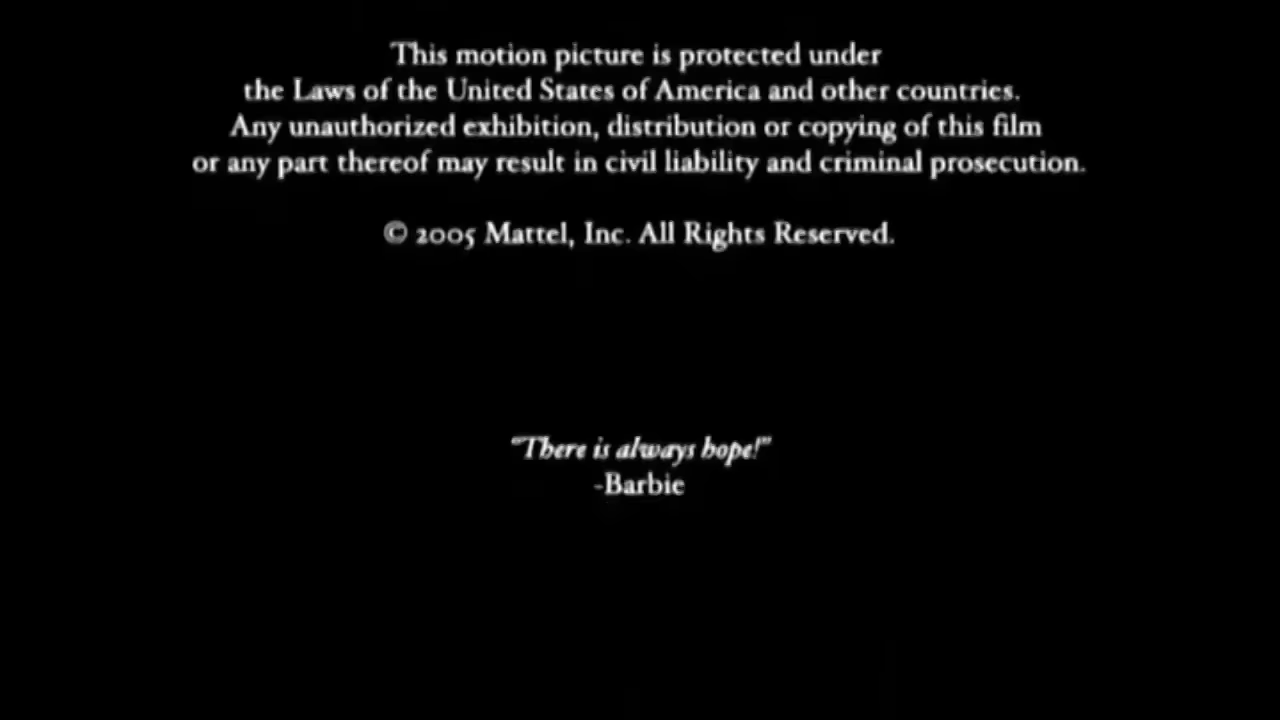 This motion picture is protected under
the Laws of the United States of America and other countries.
Any unauthorized exhibition, distribution or copying of this film
or any part thereof may result in civil liability and criminal prosecution.
© 2005 Mattel, Inc. All Rights Reserved.
“There is always hope!”
-Barbie